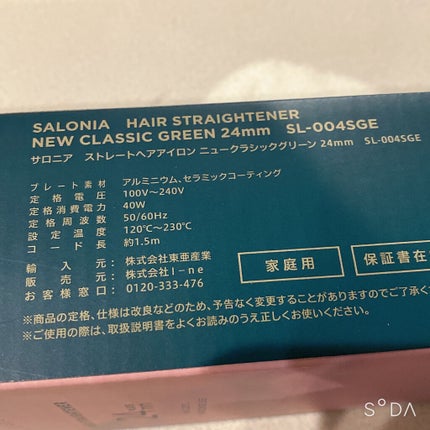 SALONIA HAIR STRAIGHTENER
NEW CLASSIC GREEN 24mm SL-004SGE
サロニア ストレートヘアアイロン ニュークラシックグリーン 24mm SL-004SGE
プレート素材 アルミニウム、セラミックコーティング
定格電圧 100V〜240V
定格消費電力 40W
定格周波数 50/60Hz
設定温度 120℃〜230℃
コード長 約1.5m
輸入元: 株式会社東亜産業
販売元: 株式会社I-ne
お客様窓口: 0120-333-476
家庭用
保証書在
※商品の定格、仕様は改良などのため、予告なく変更することがありますのでご了承く
※ご使用の際は、取扱説明書をよくお読みのうえ正しくお使いください。
SODA